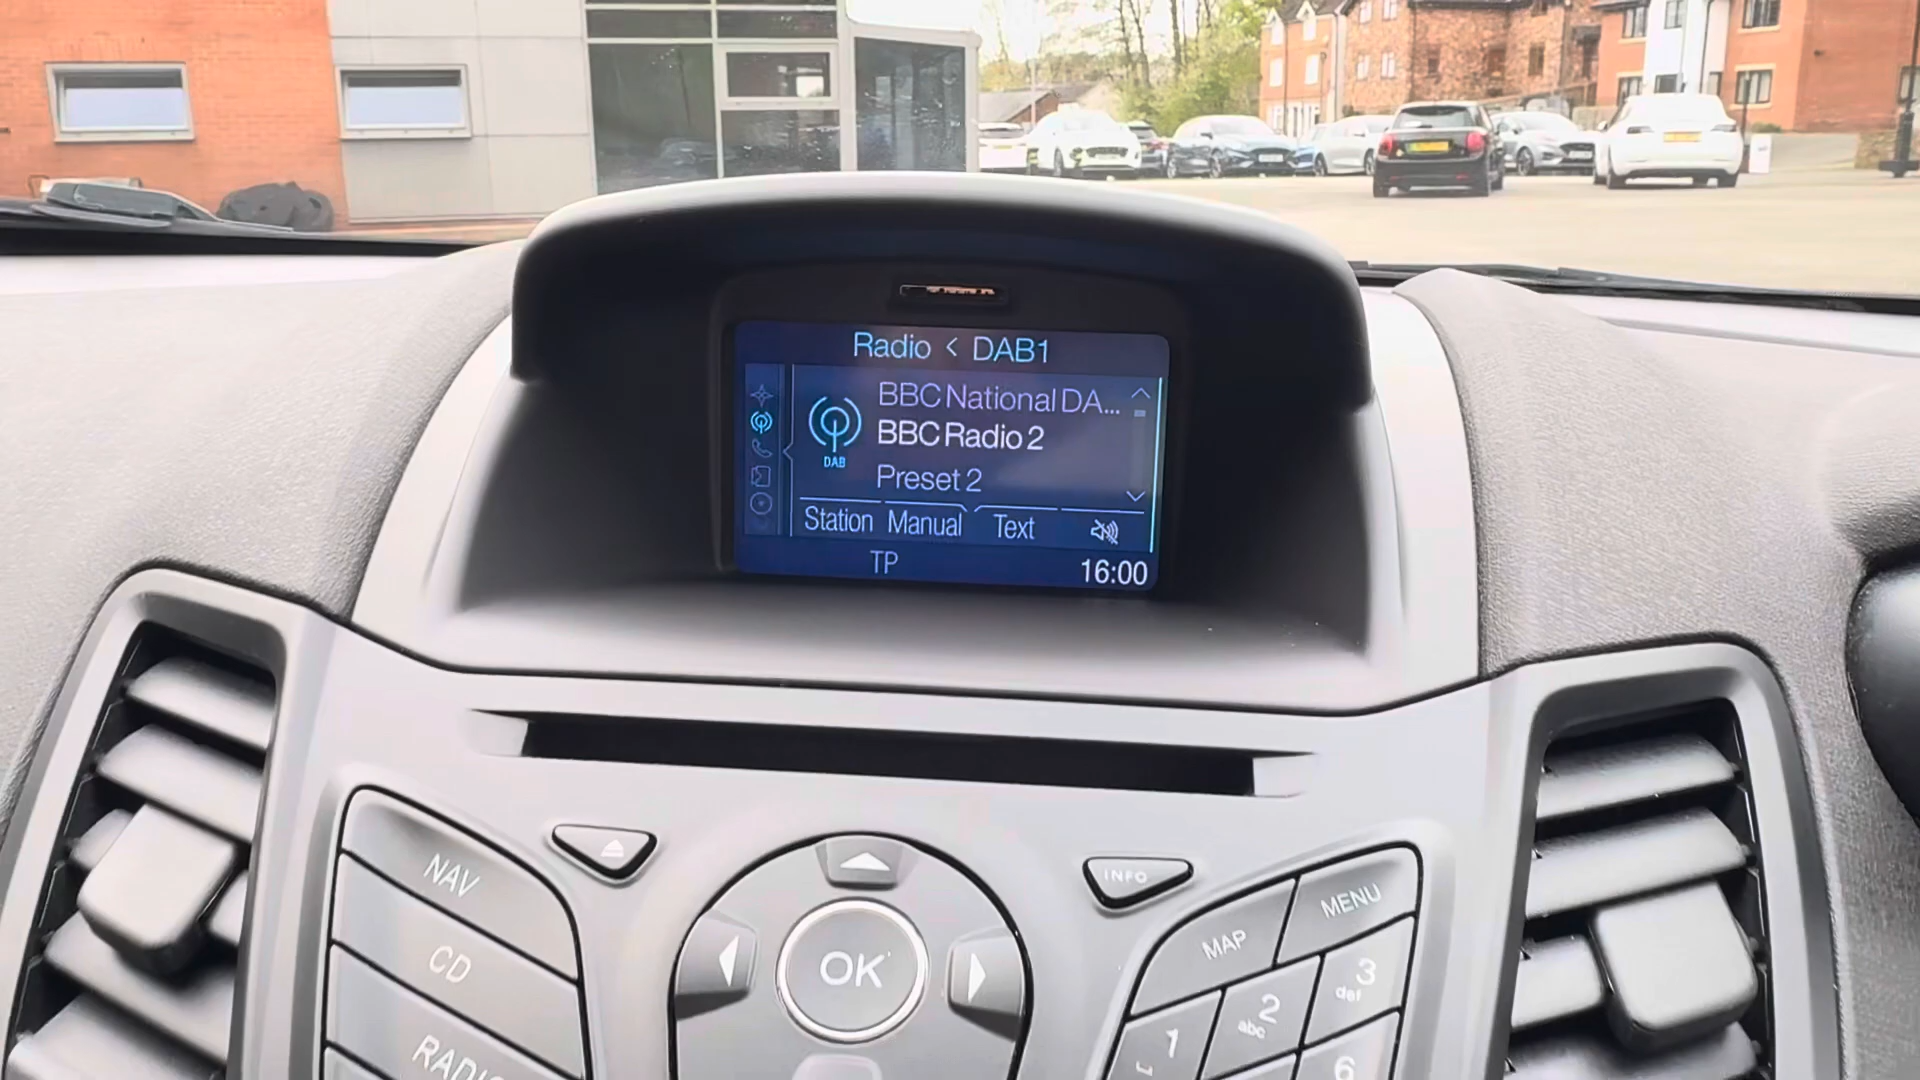 Radio < DAB1
BBC National DA...
BBC Radio 2
DAB
Preset 2
Station Manual Text
TP
16:00
NAV
INFO
MENU
CD
OK
MAP
3
def
2
abc
1
RADIO
6